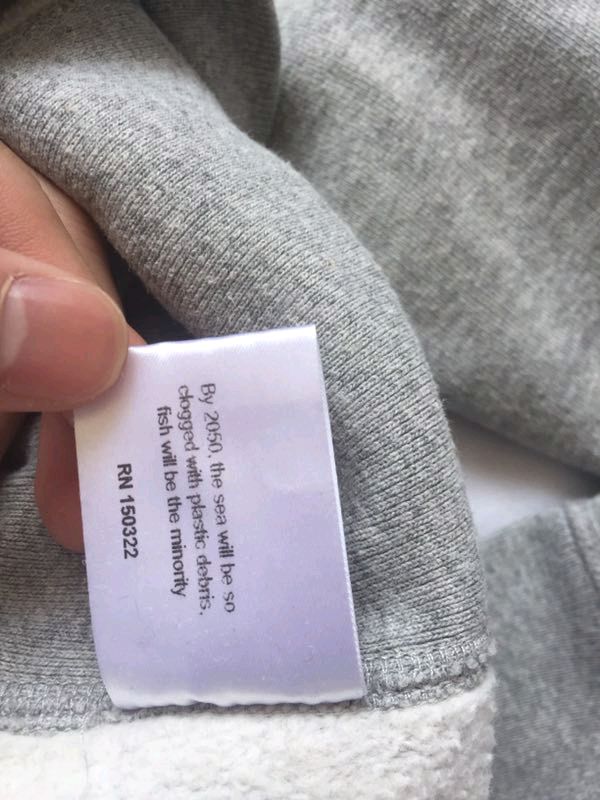 By 2050, the sea will be so
clogged with plastic debris,
fish will be the minority
RN 150322